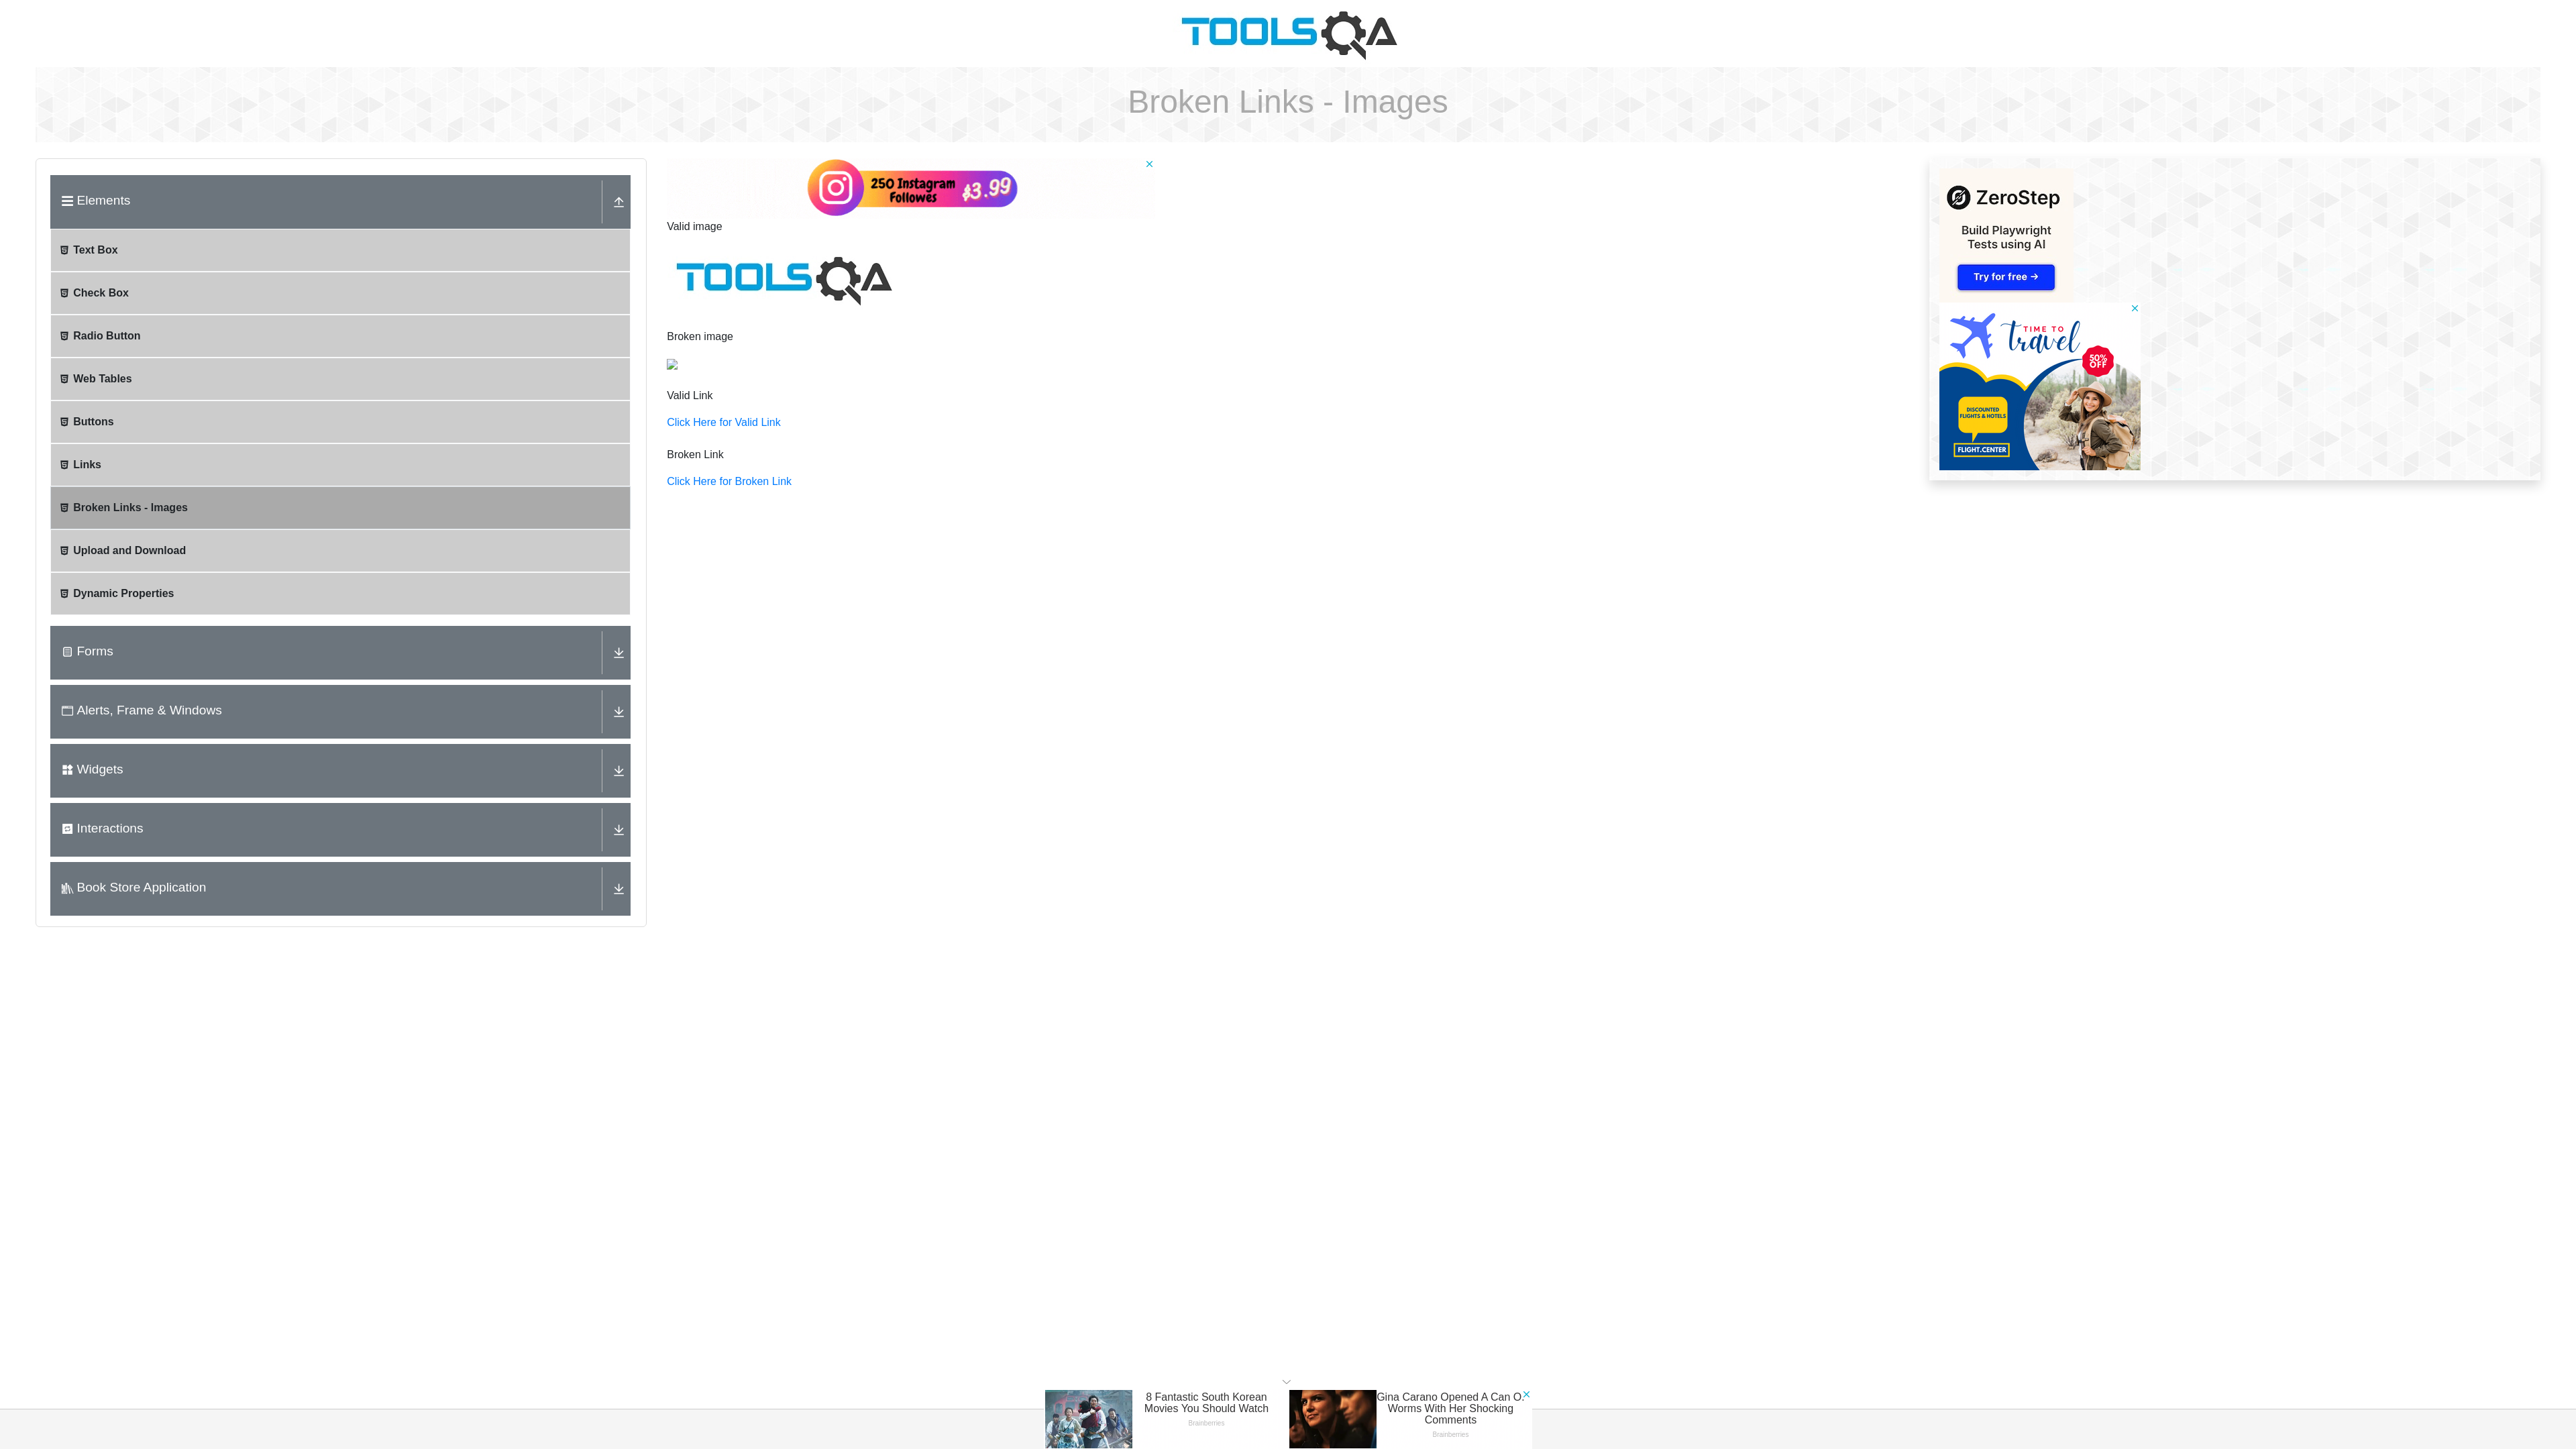 TOOLSQA
Broken Links - Images
Elements
Text Box
Check Box
Radio Button
Web Tables
Buttons
Links
Broken Links - Images
Upload and Download
Dynamic Properties
Forms
Alerts, Frame & Windows
Widgets
Interactions
Book Store Application
250 Instagram
Followes
$3.99
Valid image
TOOLSQA
Broken image
Valid Link
Click Here for Valid Link
Broken Link
Click Here for Broken Link
ZeroStep
Build Playwright
Tests using AI
Try for free →
TIME TO
travel
50%
OFF
DISCOUNTED
FLIGHTS & HOTELS
FLIGHT.CENTER
8 Fantastic South Korean
Movies You Should Watch
Brainberries
Gina Carano Opened A Can O.
Worms With Her Shocking
Comments
Brainberries